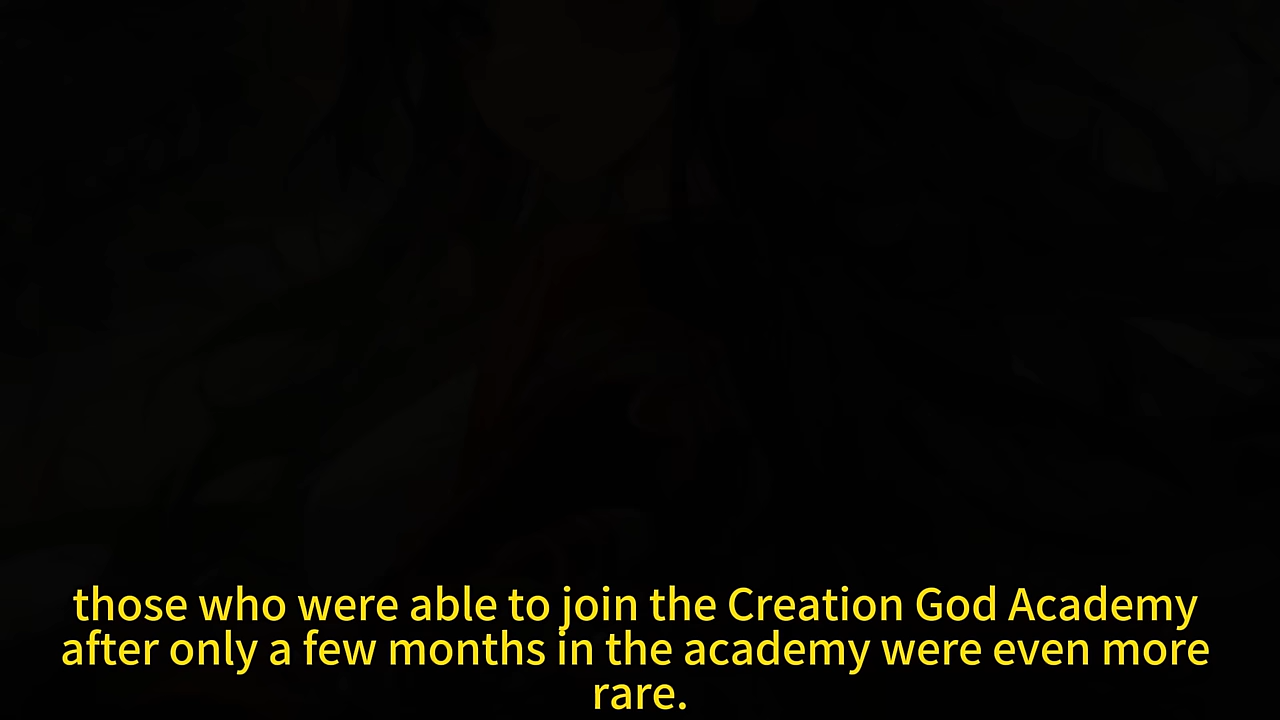 those who were able to join the Creation God Academy
after only a few months in the academy were even more
rare.